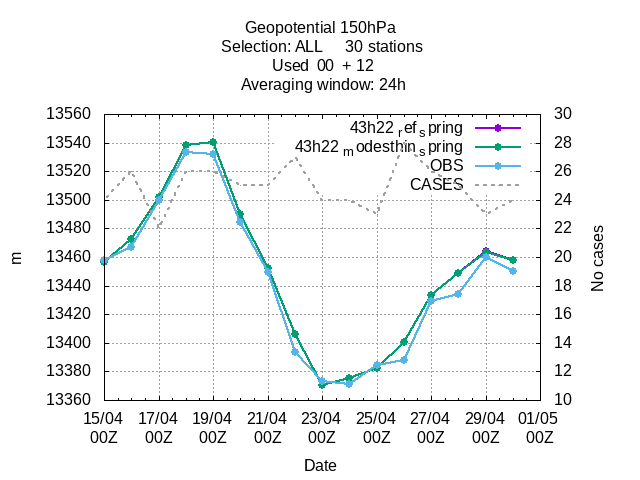 Geopotential 150hPa
Selection: ALL 30 stations
Used 00 + 12
Averaging window: 24h
13560
13540
13520
13500
13480
13460
13440
13420
13400
13380
13360
30
28
26
24
22
20
18
16
14
12
10
43h22 ref spring
43h22 modesthin spring
OBS
CASES
m
No cases
15/04 17/04 19/04 21/04 23/04 25/04 27/04 29/04 01/05
00Z 00Z 00Z 00Z 00Z 00Z 00Z 00Z 00Z
Date